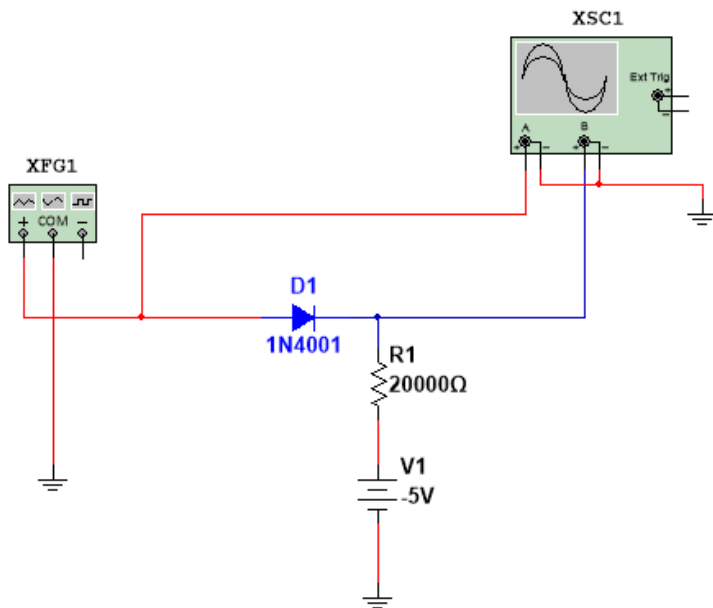 XSC1
Ext Trig
+
−
A
B
+ − + −
XFG1
+ COM −
D1
1N4001
R1
20000Ω
V1
-5V